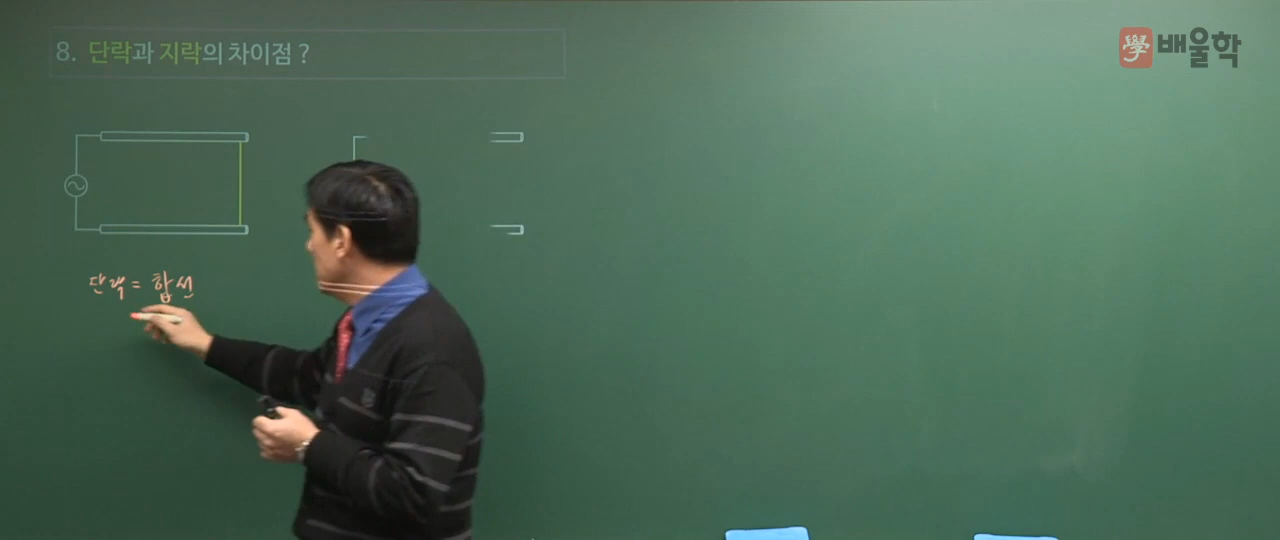 8. 단락과 지락의 차이점 ?
學 배울학
단락 = 합선